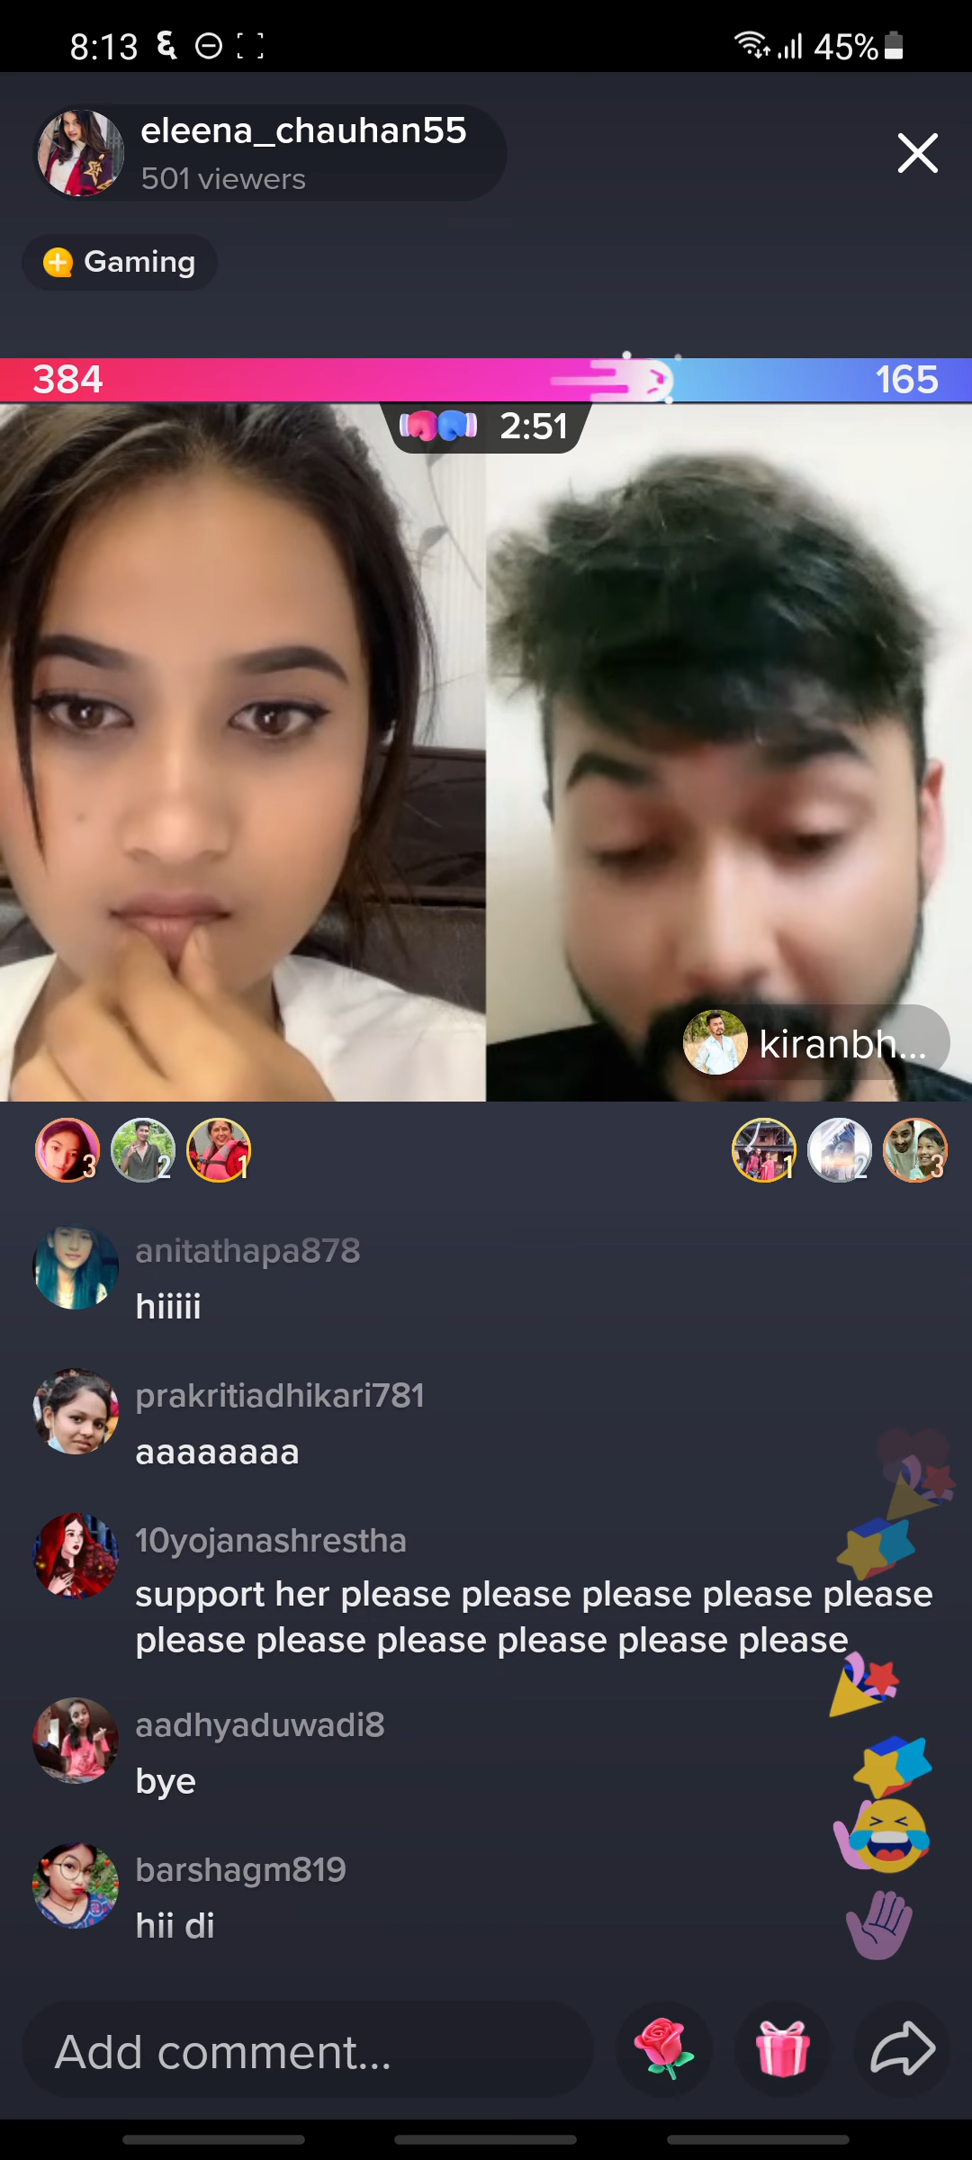 8:13
45%
eleena_chauhan55
501 viewers
Gaming
384
165
2:51
kiranbh...
3
2
1
1
2
3
anitathapa878
hiiiii
prakritiadhikari781
aaaaaaaa
10yojanashrestha
support her please please please please please
please please please please please please
aadhyaduwadi8
bye
barshagm819
hii di
Add comment...